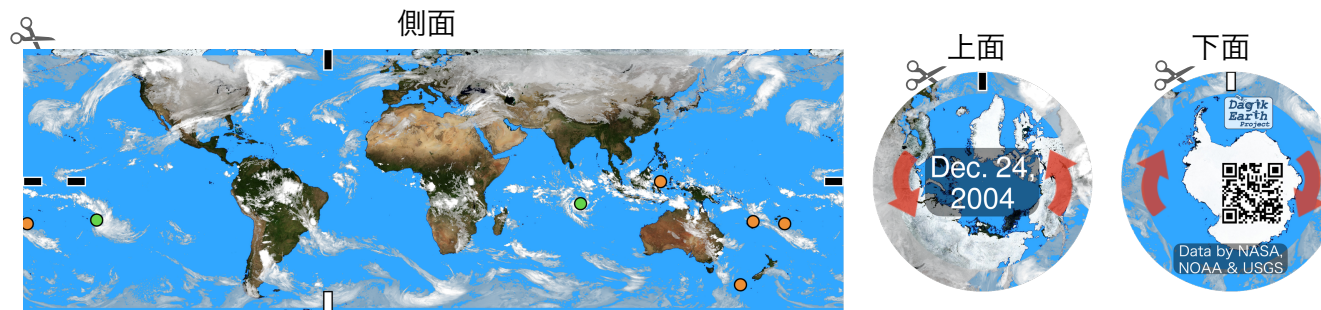 側面
上面
下面
Dec. 24,
2004
Dagik
Earth
Project
Data by NASA,
NOAA & USGS